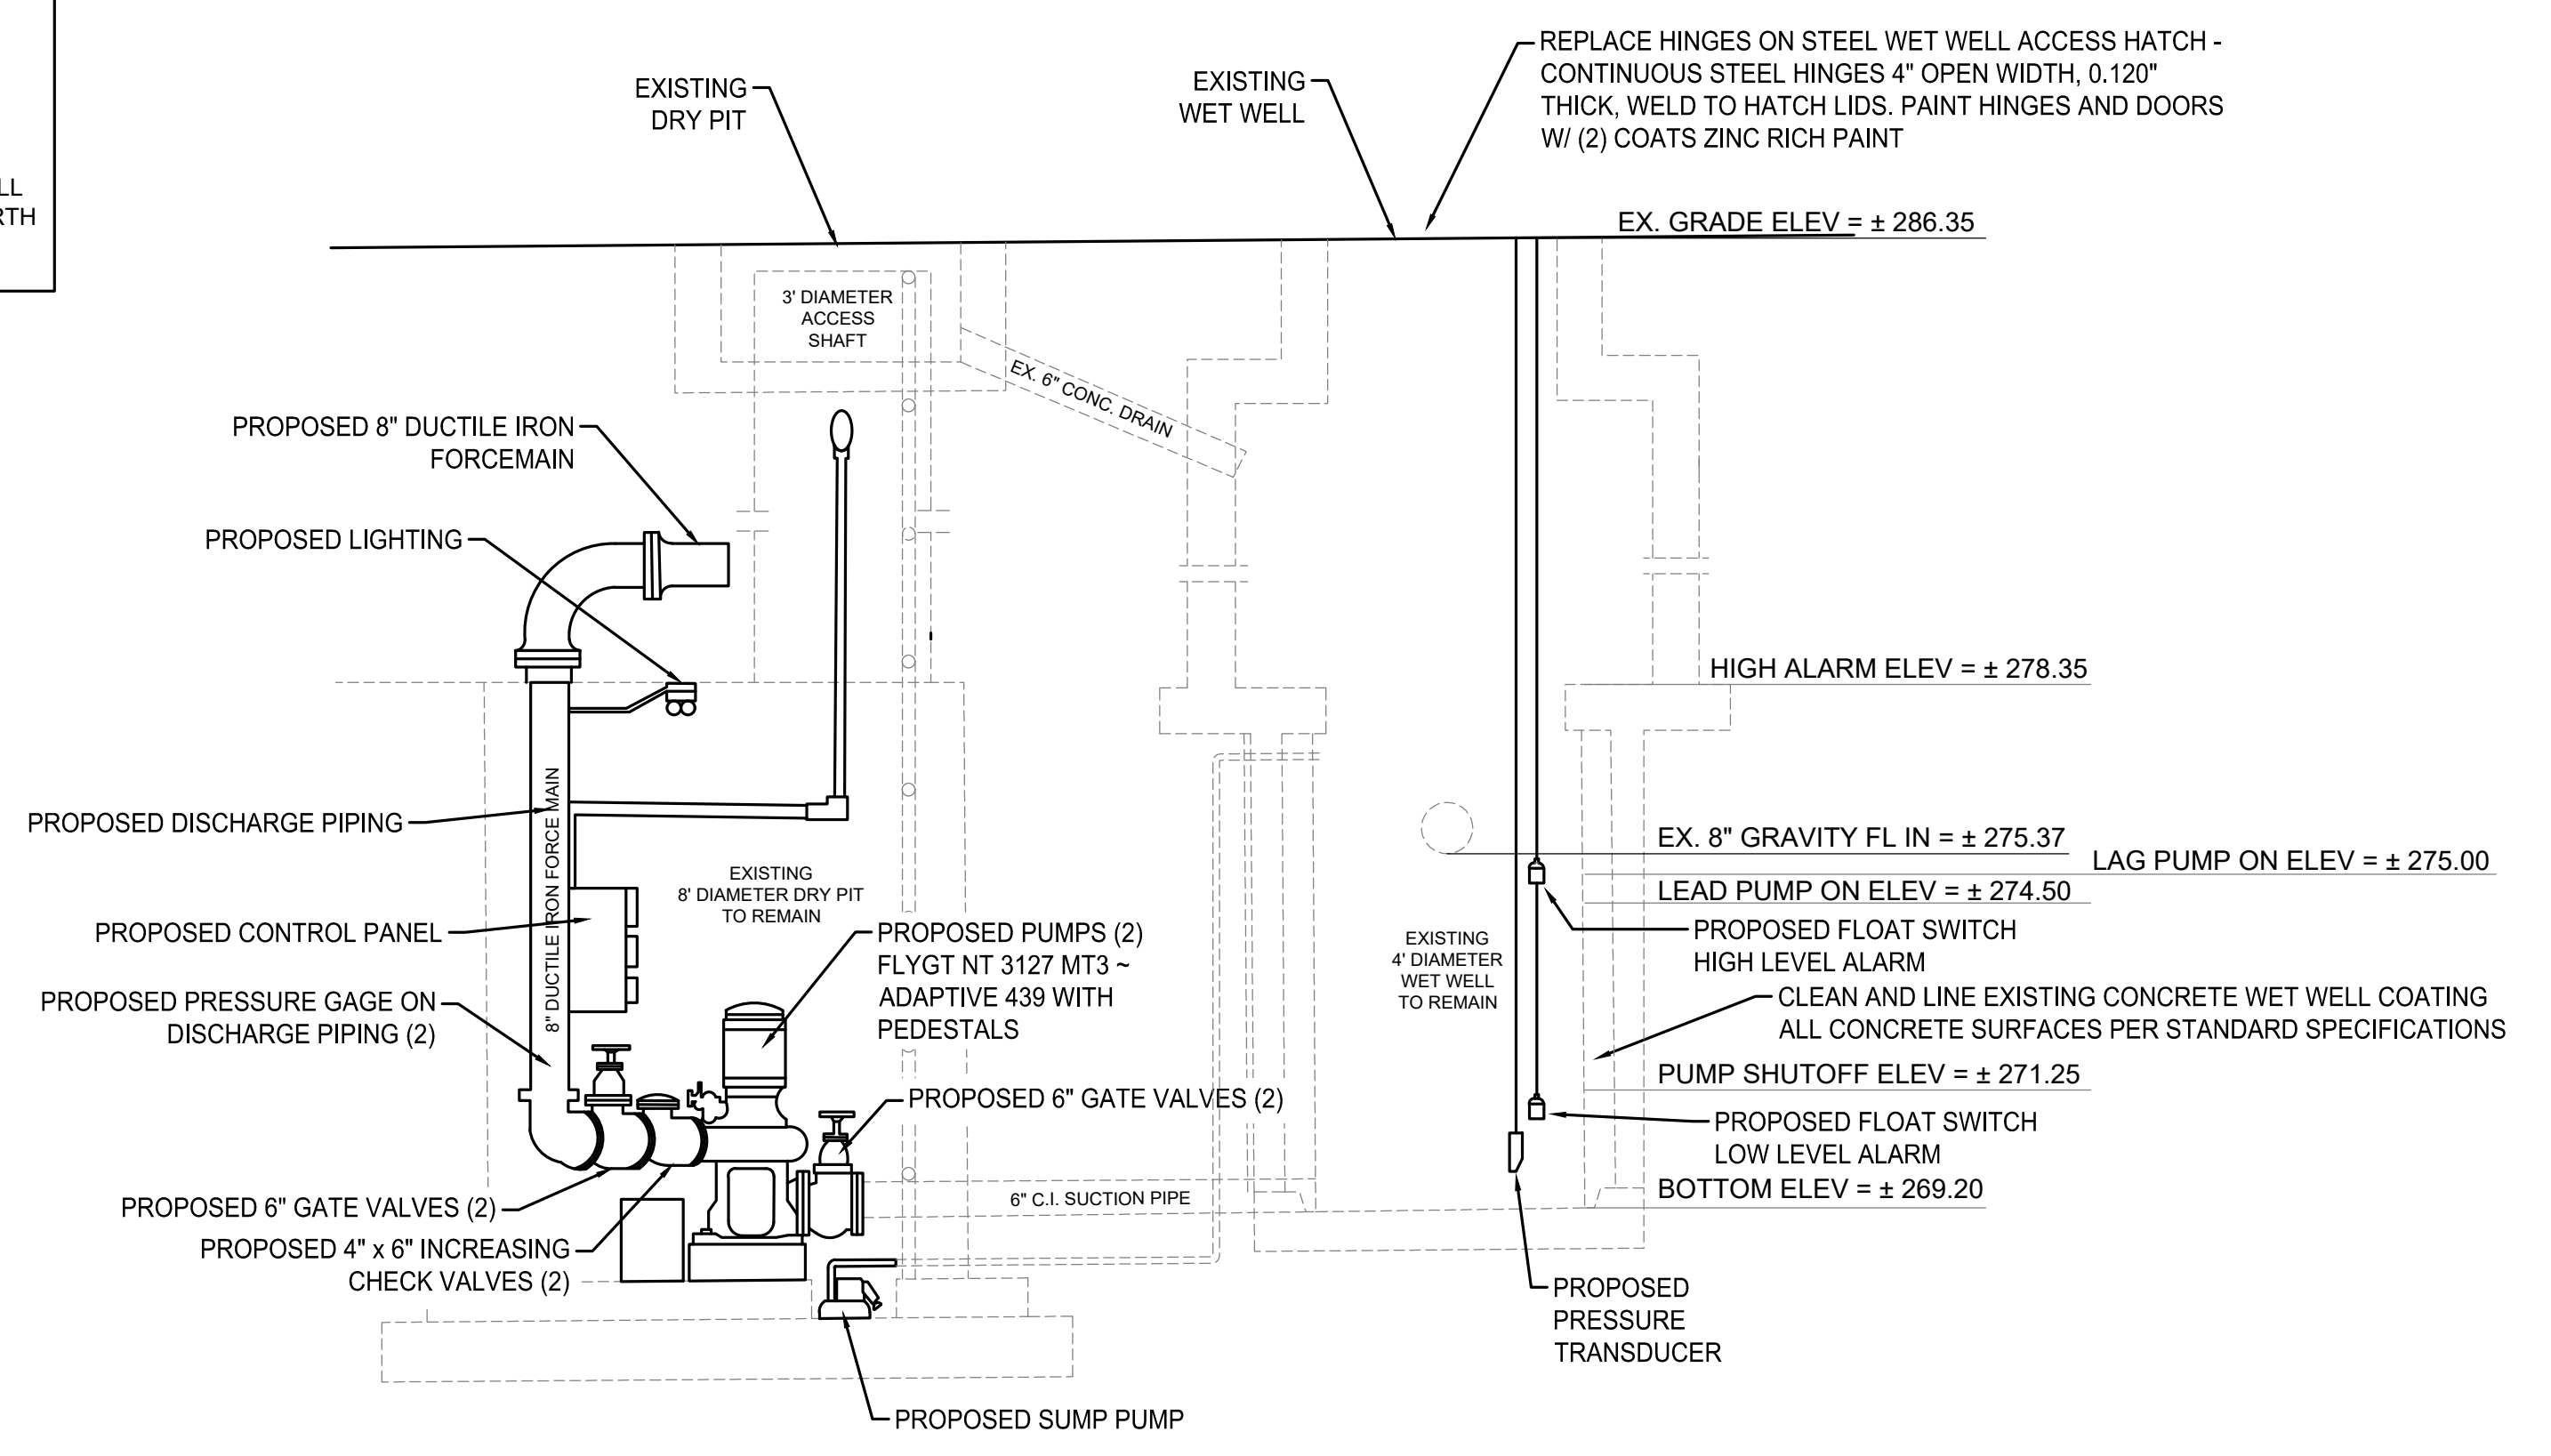 REPLACE HINGES ON STEEL WET WELL ACCESS HATCH -
CONTINUOUS STEEL HINGES 4" OPEN WIDTH, 0.120"
THICK, WELD TO HATCH LIDS. PAINT HINGES AND DOORS
W/ (2) COATS ZINC RICH PAINT
EXISTING
DRY PIT
EXISTING
WET WELL
LL
RTH
EX. GRADE ELEV = ± 286.35
3' DIAMETER
ACCESS
SHAFT
EX. 6" CONC. DRAIN
PROPOSED 8" DUCTILE IRON
FORCEMAIN
PROPOSED LIGHTING
HIGH ALARM ELEV = ± 278.35
PROPOSED DISCHARGE PIPING
8" DUCTILE IRON FORCE MAIN
EX. 8" GRAVITY FL IN = ± 275.37
LAG PUMP ON ELEV = ± 275.00
LEAD PUMP ON ELEV = ± 274.50
EXISTING
8' DIAMETER DRY PIT
TO REMAIN
PROPOSED CONTROL PANEL
PROPOSED PUMPS (2)
FLYGT NT 3127 MT3 ~
ADAPTIVE 439 WITH
PEDESTALS
EXISTING
4' DIAMETER
WET WELL
TO REMAIN
PROPOSED FLOAT SWITCH
HIGH LEVEL ALARM
PROPOSED PRESSURE GAGE ON
DISCHARGE PIPING (2)
CLEAN AND LINE EXISTING CONCRETE WET WELL COATING
ALL CONCRETE SURFACES PER STANDARD SPECIFICATIONS
PUMP SHUTOFF ELEV = ± 271.25
PROPOSED 6" GATE VALVES (2)
PROPOSED FLOAT SWITCH
LOW LEVEL ALARM
BOTTOM ELEV = ± 269.20
6" C.I. SUCTION PIPE
PROPOSED 6" GATE VALVES (2)
PROPOSED 4" x 6" INCREASING
CHECK VALVES (2)
PROPOSED
PRESSURE
TRANSDUCER
PROPOSED SUMP PUMP